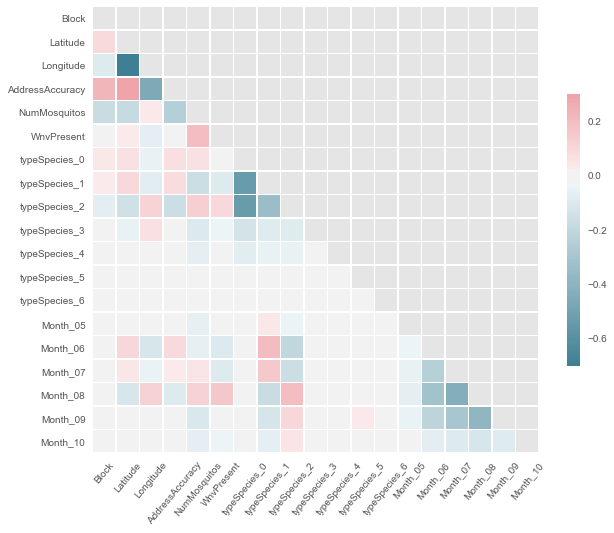 Block
Latitude
Longitude
AddressAccuracy
NumMosquitos
WnvPresent
typeSpecies_0
typeSpecies_1
typeSpecies_2
typeSpecies_3
typeSpecies_4
typeSpecies_5
typeSpecies_6
Month_05
Month_06
Month_07
Month_08
Month_09
Month_10
Block
Latitude
Longitude
AddressAccuracy
NumMosquitos
WnvPresent
typeSpecies_0
typeSpecies_1
typeSpecies_2
typeSpecies_3
typeSpecies_4
typeSpecies_5
typeSpecies_6
Month_05
Month_06
Month_07
Month_08
Month_09
Month_10
0.2
0.0
−0.2
−0.4
−0.6